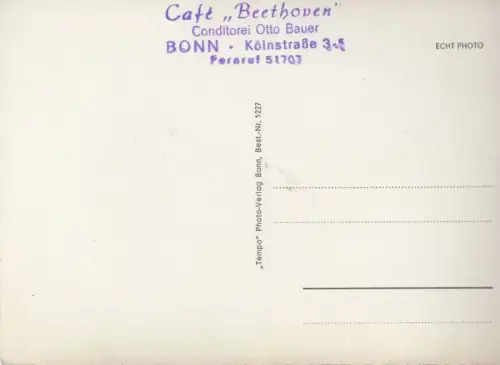 Café „Beethoven"
Conditorei Otto Bauer
BONN - Kölnstraße 3-5
Fernruf 51707
ECHT PHOTO
„Tempo" Photo-Verlag Bonn, Best.-Nr. 1227